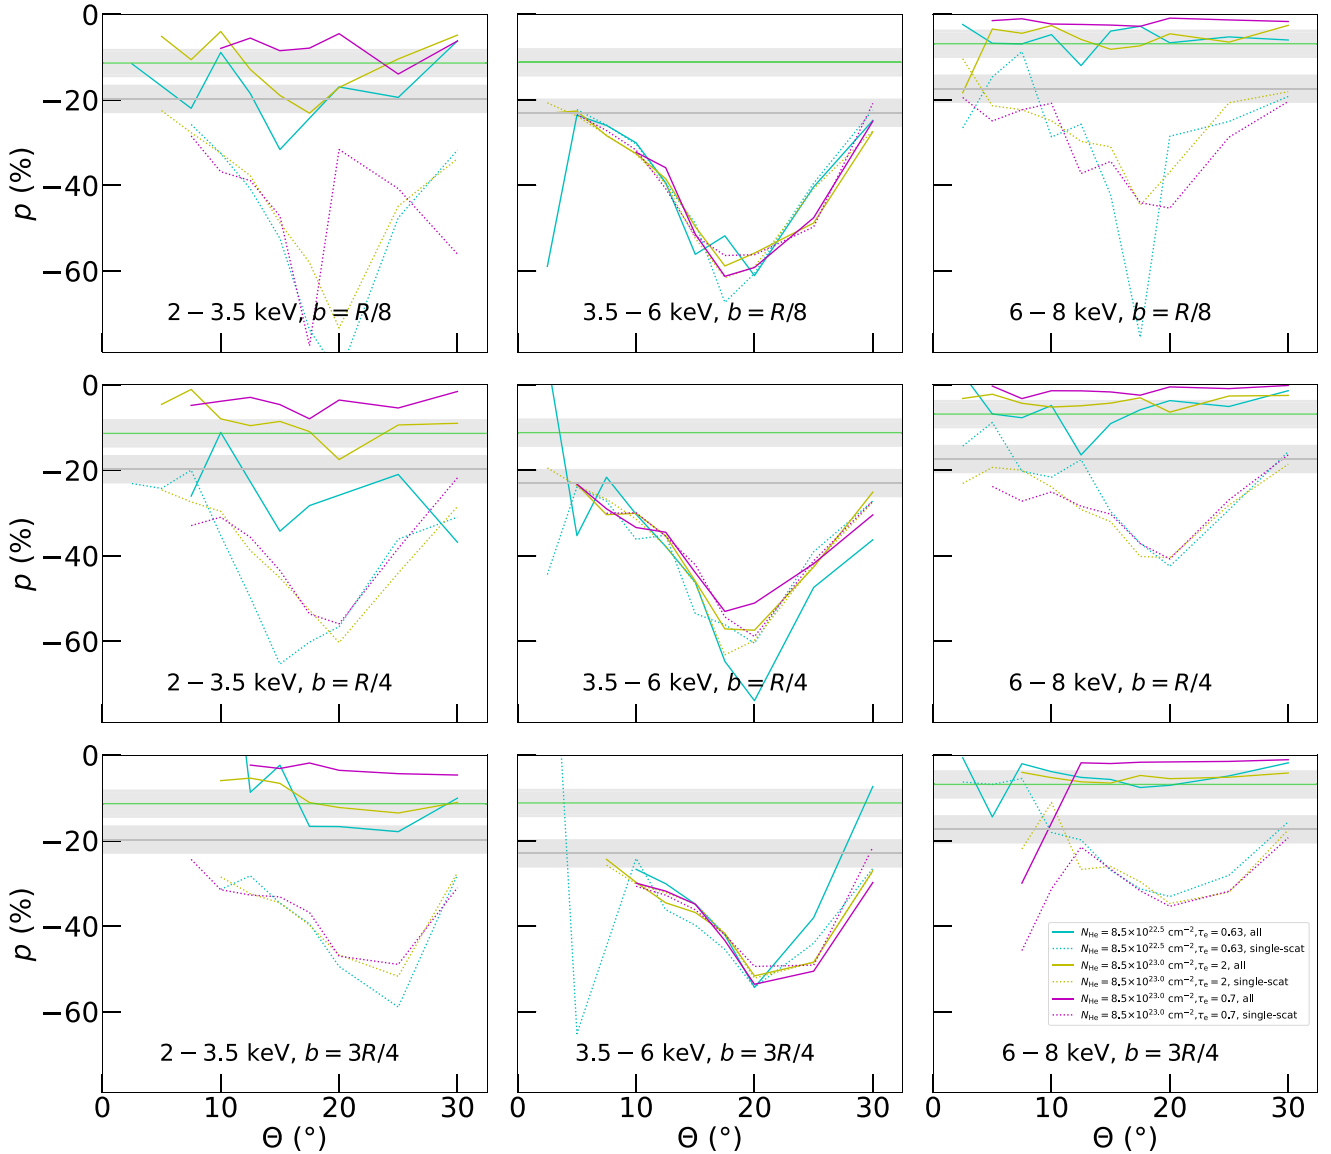 0
−20
−40
−60
p (%)
2 − 3.5 keV, b = R/8
3.5 − 6 keV, b = R/8
6 − 8 keV, b = R/8
0
−20
−40
−60
p (%)
2 − 3.5 keV, b = R/4
3.5 − 6 keV, b = R/4
6 − 8 keV, b = R/4
0
−20
−40
−60
p (%)
2 − 3.5 keV, b = 3R/4
3.5 − 6 keV, b = 3R/4
6 − 8 keV, b = 3R/4
N_He = 8.5×10^22.5 cm^−2, τ_e = 0.63, all
N_He = 8.5×10^22.5 cm^−2, τ_e = 0.63, single-scat
N_He = 8.5×10^23.0 cm^−2, τ_e = 2, all
N_He = 8.5×10^23.0 cm^−2, τ_e = 2, single-scat
N_He = 8.5×10^23.0 cm^−2, τ_e = 0.7, all
N_He = 8.5×10^23.0 cm^−2, τ_e = 0.7, single-scat
0 10 20 30
0 10 20 30
0 10 20 30
Θ (°)
Θ (°)
Θ (°)